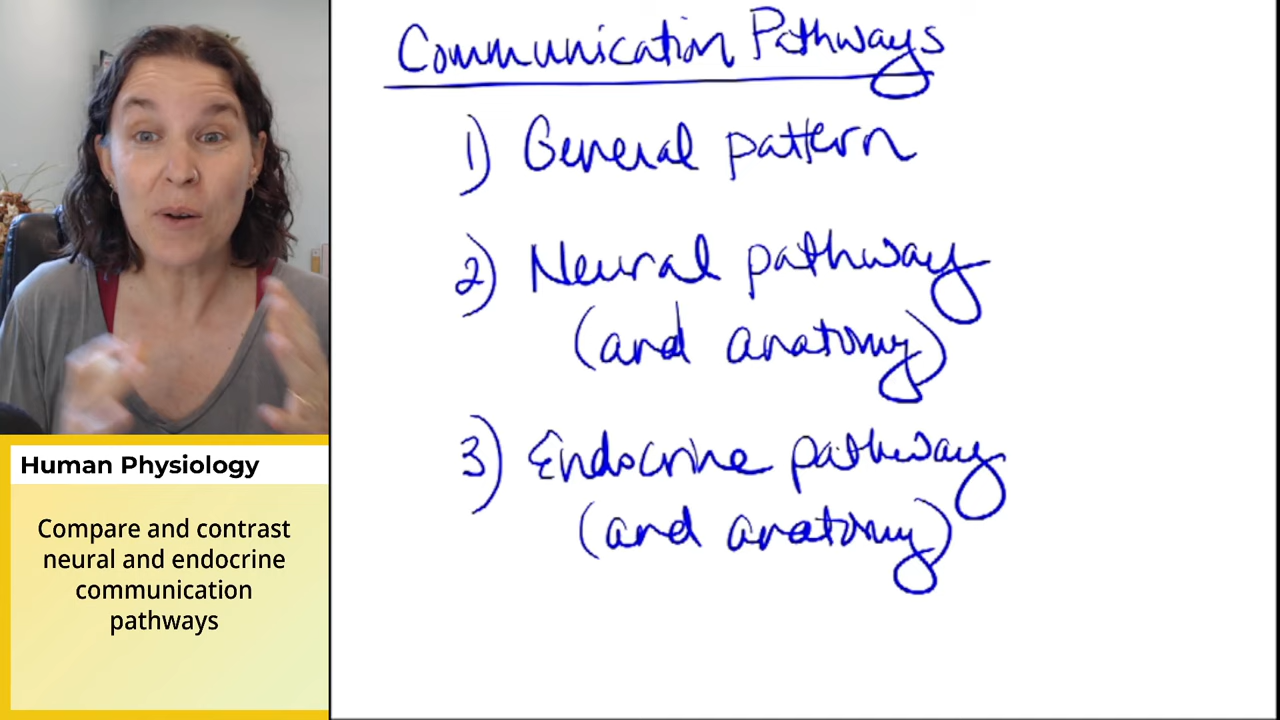 Communication Pathways
1) General pattern
2) Neural pathway
(and anatomy)
3) Endocrine pathway
(and anatomy)
Human Physiology
Compare and contrast
neural and endocrine
communication
pathways